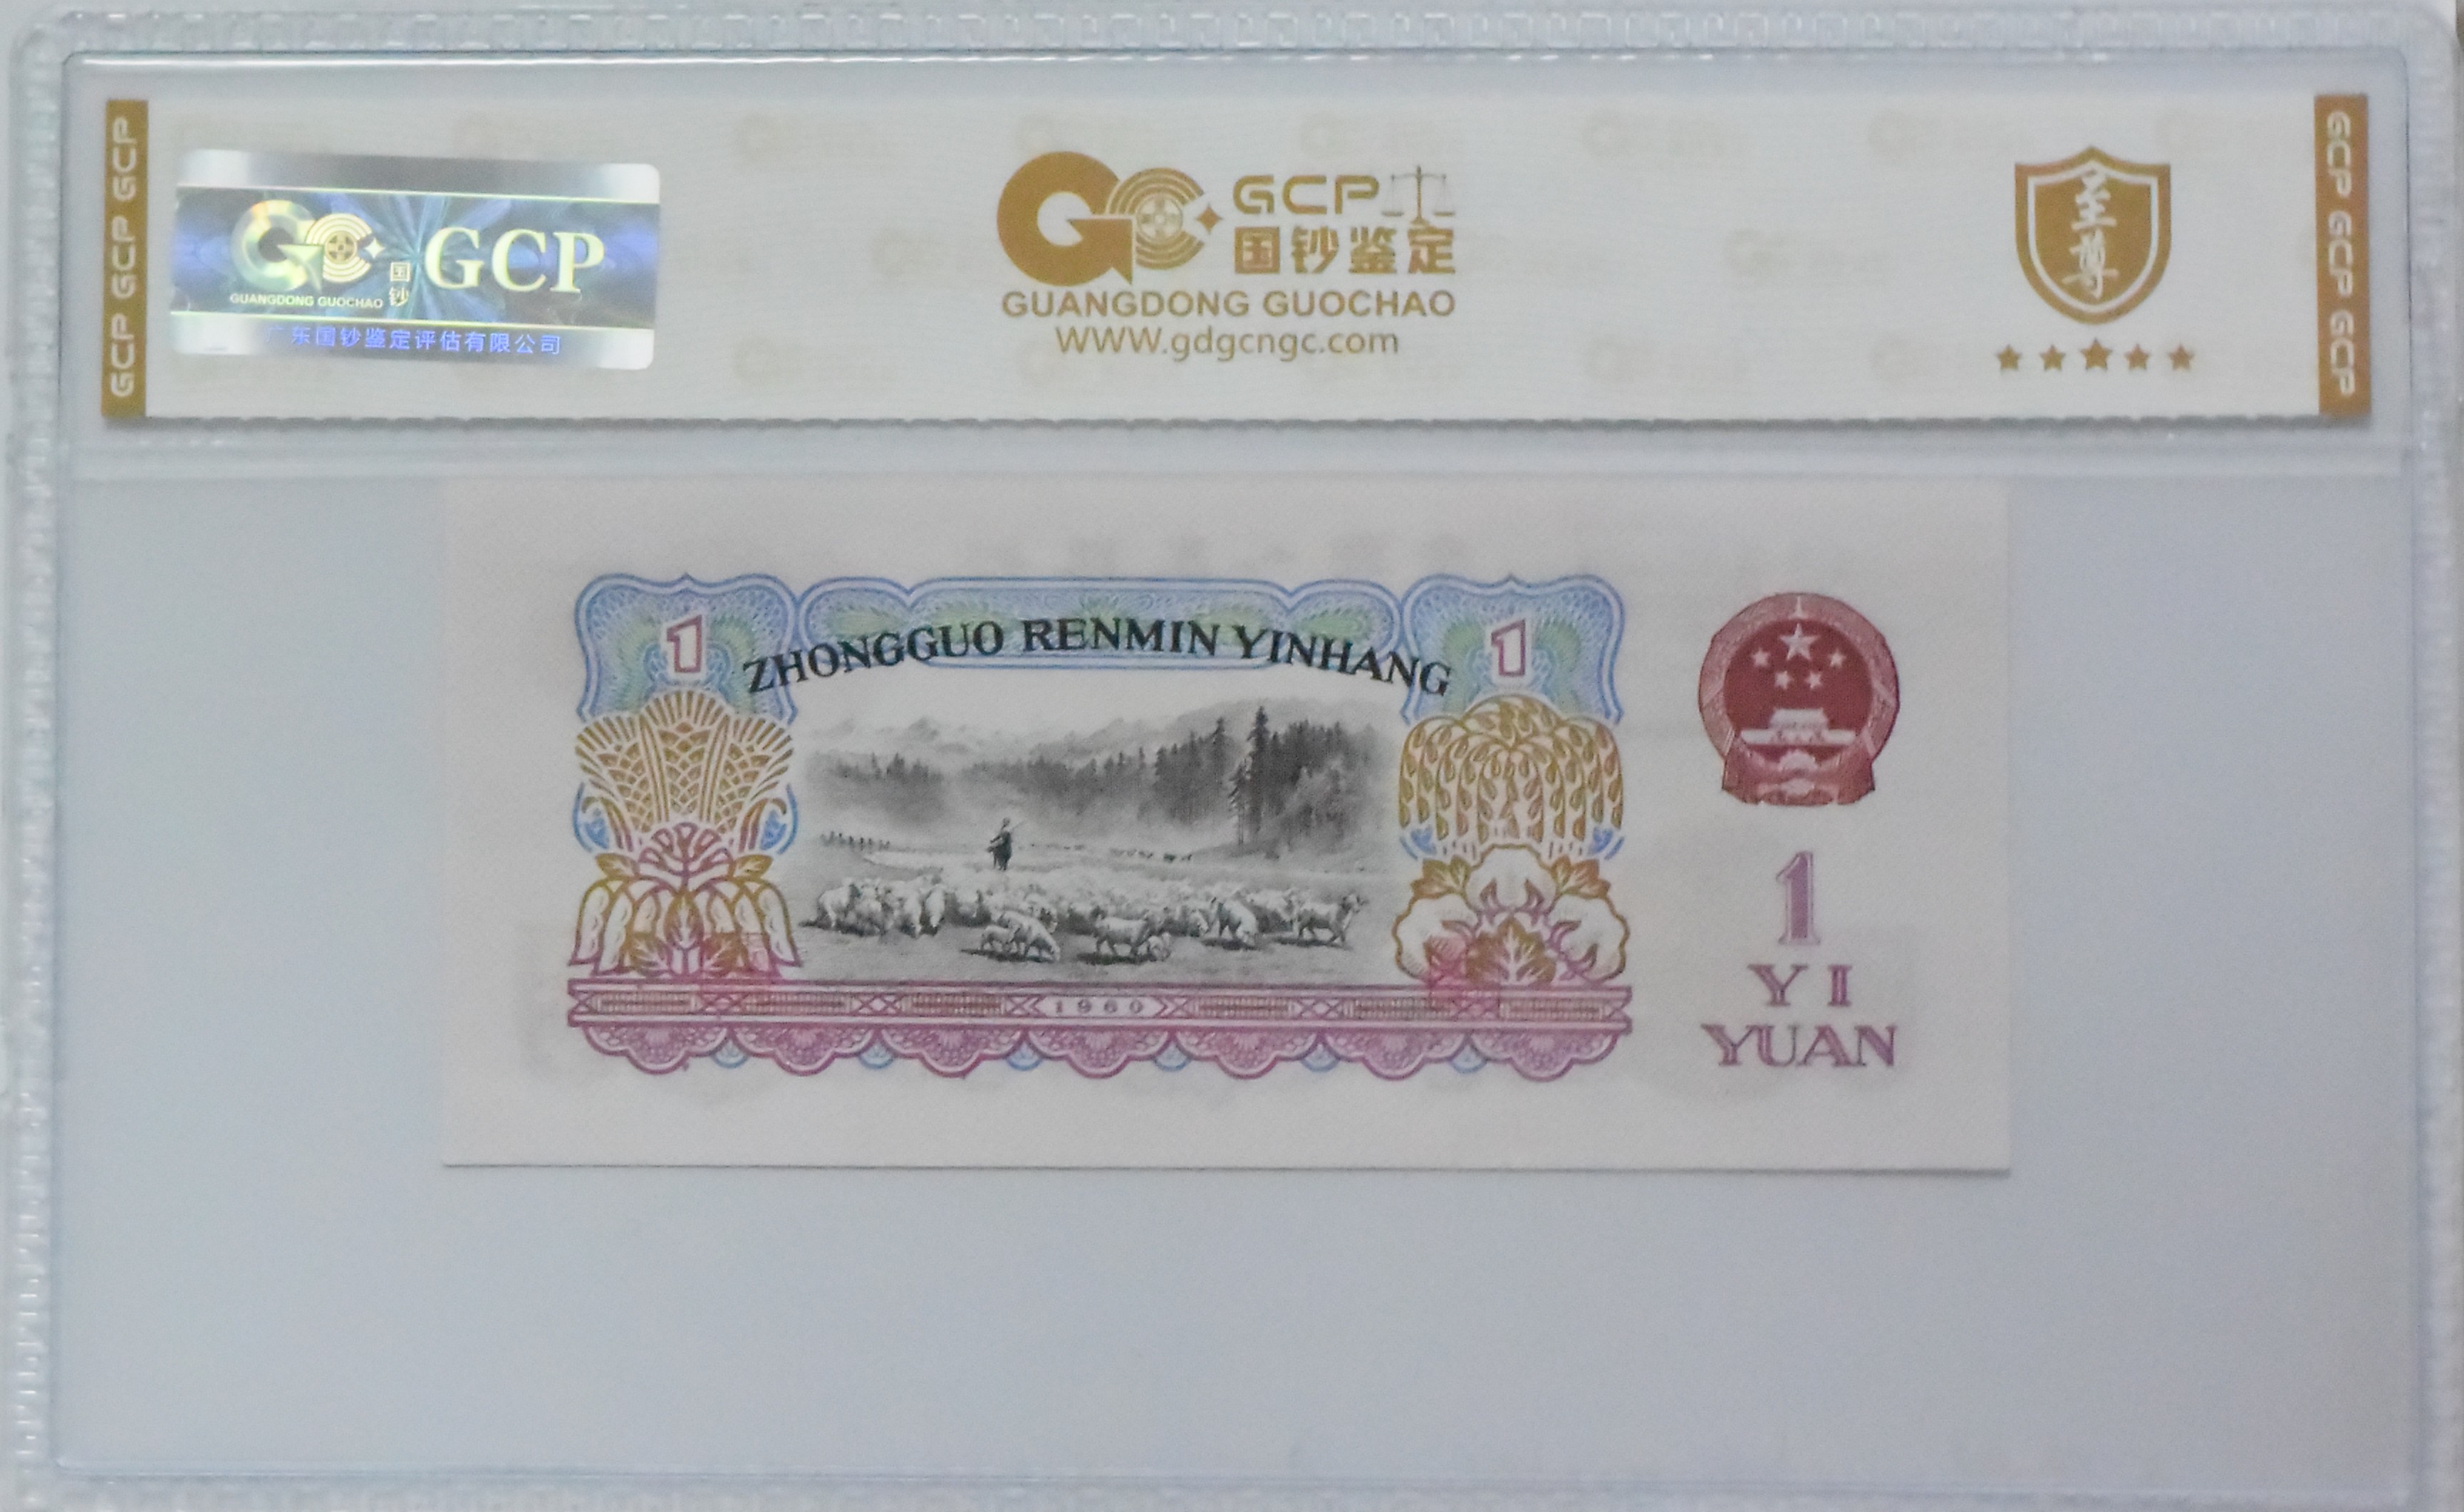 GCP GCP GCP
GUANGDONG GUOCHAO
国钞
GCP
广东国钞鉴定评估有限公司
GCP
国钞鉴定
GUANGDONG GUOCHAO
WWW.gdgcngc.com
至尊
GCP GCP GCP
1
ZHONGGUO RENMIN YINHANG
1
1960
1
YI
YUAN